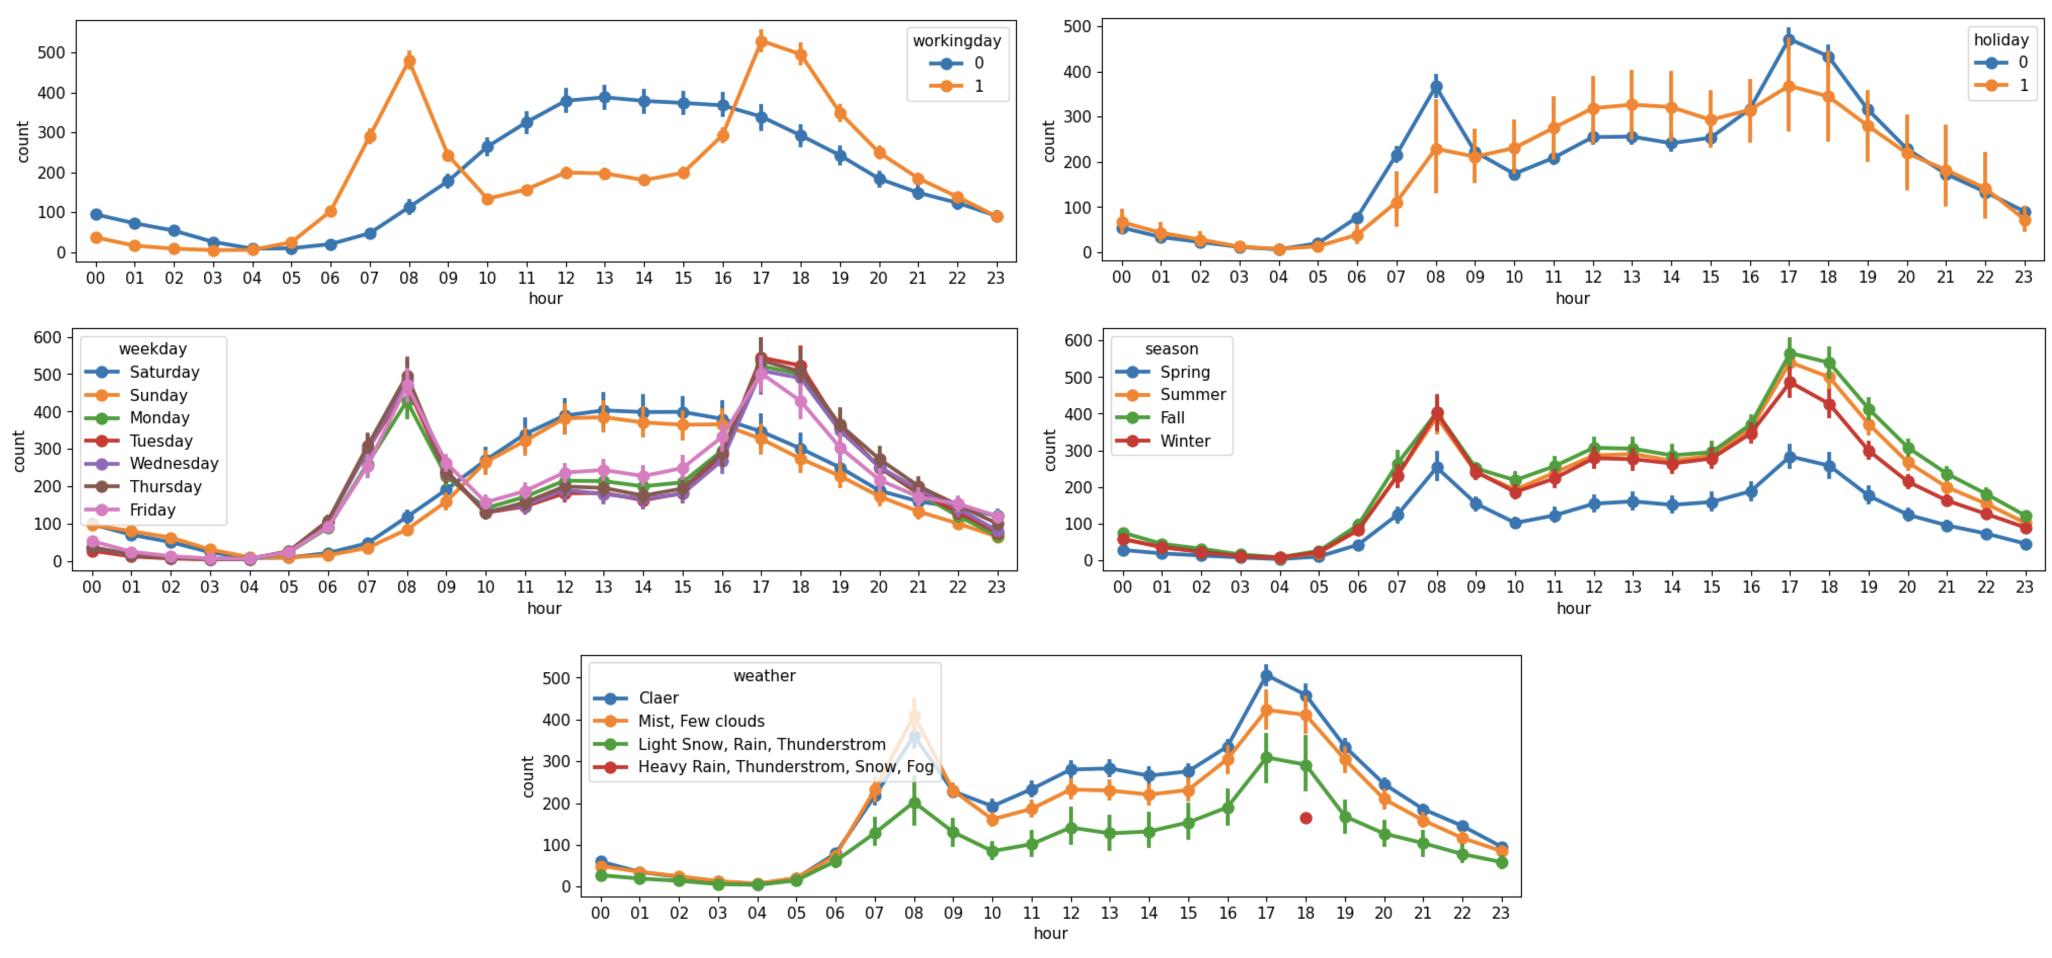 workingday
0
1
500
400
300
200
100
0
count
00 01 02 03 04 05 06 07 08 09 10 11 12 13 14 15 16 17 18 19 20 21 22 23
hour
holiday
0
1
500
400
300
200
100
0
count
00 01 02 03 04 05 06 07 08 09 10 11 12 13 14 15 16 17 18 19 20 21 22 23
hour
weekday
Saturday
Sunday
Monday
Tuesday
Wednesday
Thursday
Friday
600
500
400
300
200
100
0
count
00 01 02 03 04 05 06 07 08 09 10 11 12 13 14 15 16 17 18 19 20 21 22 23
hour
season
Spring
Summer
Fall
Winter
600
500
400
300
200
100
0
count
00 01 02 03 04 05 06 07 08 09 10 11 12 13 14 15 16 17 18 19 20 21 22 23
hour
weather
Claer
Mist, Few clouds
Light Snow, Rain, Thunderstrom
Heavy Rain, Thunderstrom, Snow, Fog
500
400
300
200
100
0
count
00 01 02 03 04 05 06 07 08 09 10 11 12 13 14 15 16 17 18 19 20 21 22 23
hour